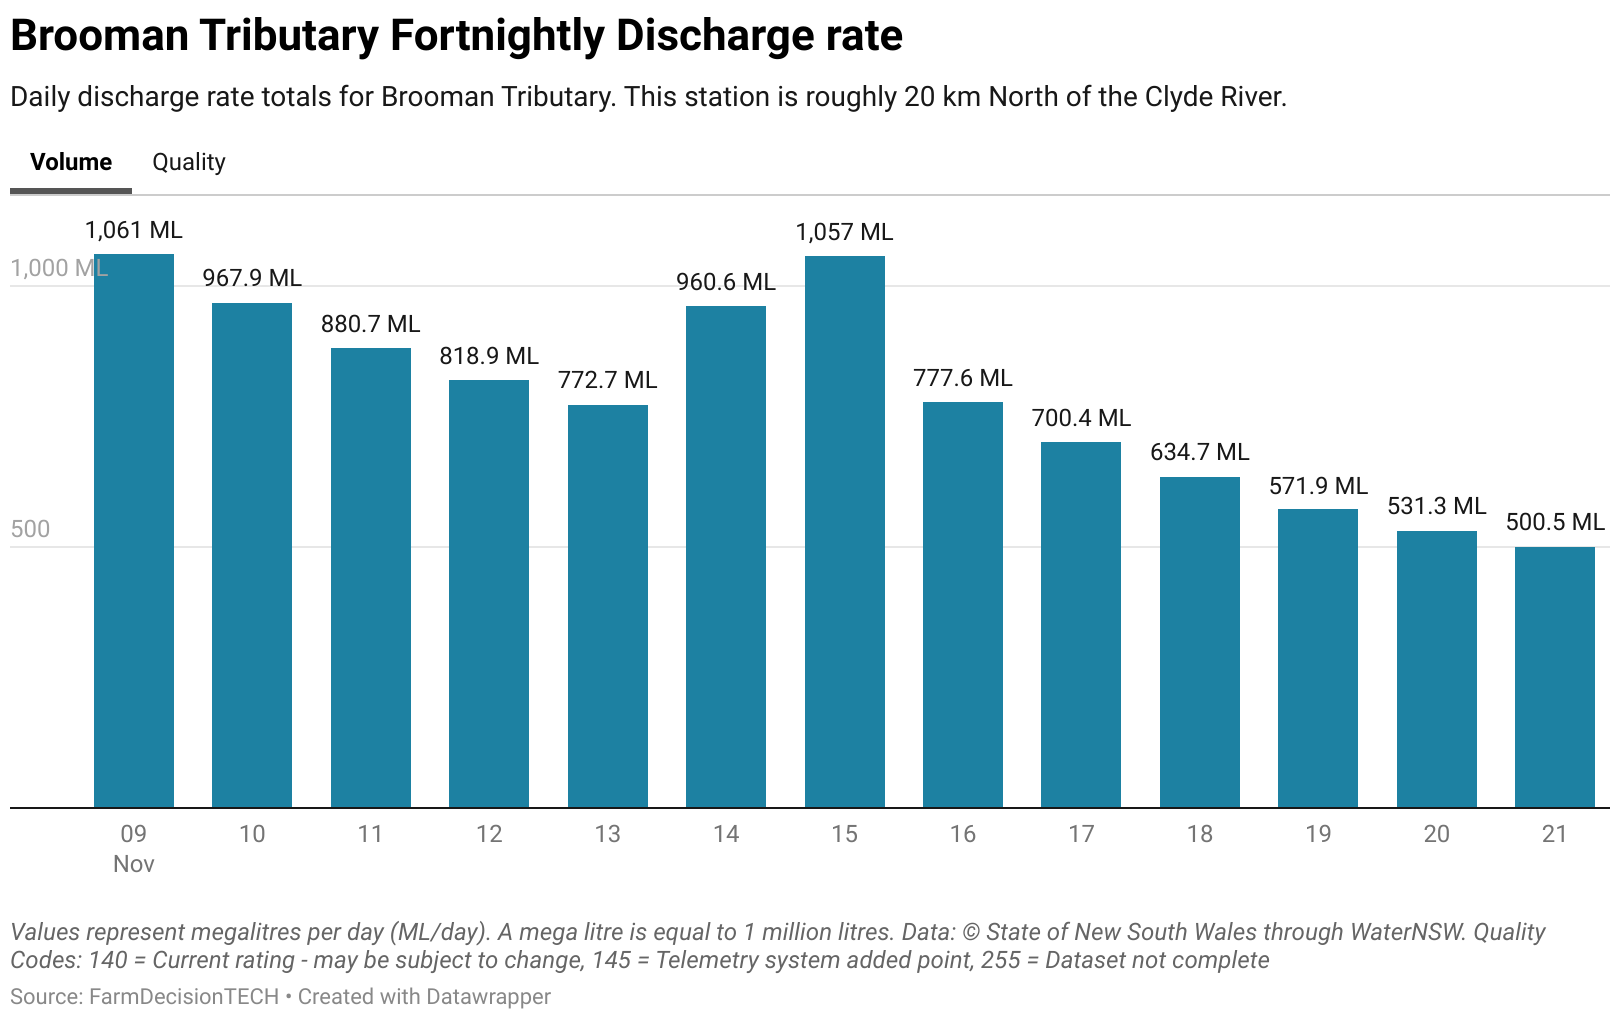 Brooman Tributary Fortnightly Discharge rate
Daily discharge rate totals for Brooman Tributary. This station is roughly 20 km North of the Clyde River.
Volume Quality
1,061 ML
1,057 ML
1,000 ML
967.9 ML
960.6 ML
880.7 ML
818.9 ML
772.7 ML
777.6 ML
700.4 ML
634.7 ML
571.9 ML
531.3 ML
500.5 ML
500
09 10 11 12 13 14 15 16 17 18 19 20 21
Nov
Values represent megalitres per day (ML/day). A mega litre is equal to 1 million litres. Data: © State of New South Wales through WaterNSW. Quality
Codes: 140 = Current rating - may be subject to change, 145 = Telemetry system added point, 255 = Dataset not complete
Source: FarmDecisionTECH • Created with Datawrapper